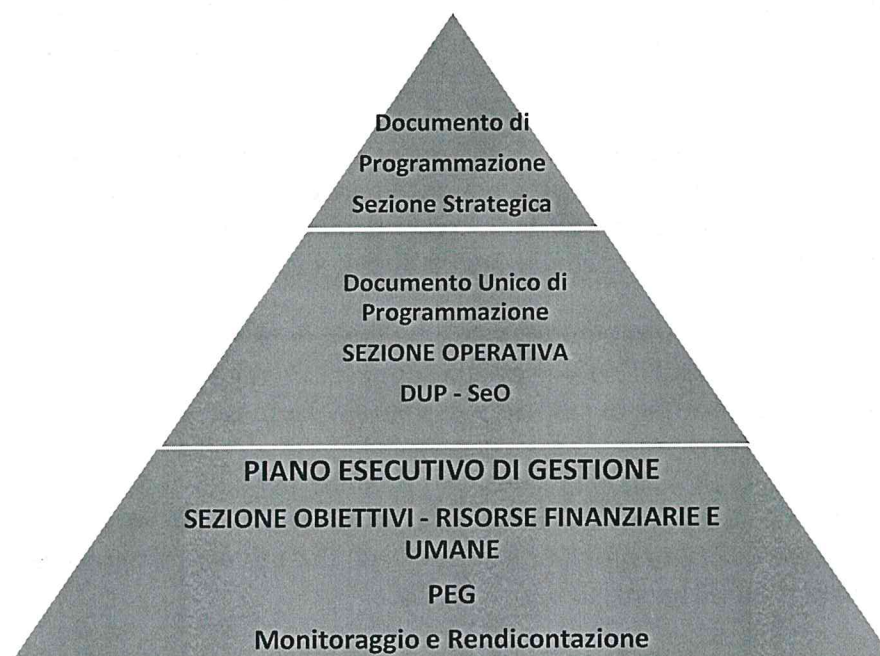 Documento di
Programmazione
Sezione Strategica
Documento Unico di
Programmazione
SEZIONE OPERATIVA
DUP - SeO
PIANO ESECUTIVO DI GESTIONE
SEZIONE OBIETTIVI - RISORSE FINANZIARIE E
UMANE
PEG
Monitoraggio e Rendicontazione